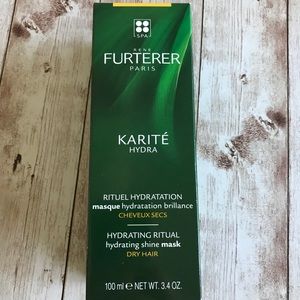 SPA
RENE
FURTERER
PARIS
KARITÉ
HYDRA
RITUEL HYDRATATION
masque hydratation brillance
CHEVEUX SECS
HYDRATING RITUAL
hydrating shine mask
DRY HAIR
100 ml ℮ NET WT. 3.4 OZ.